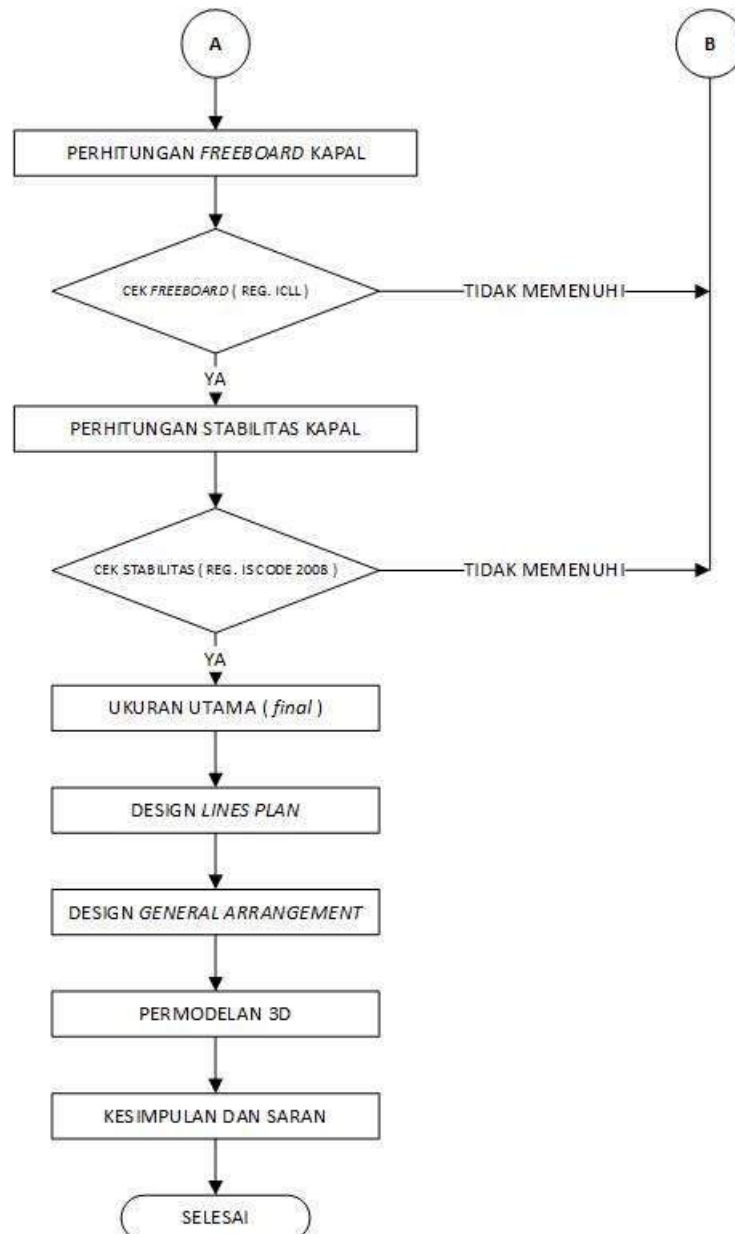 A
B
PERHITUNGAN FREEBOARD KAPAL
CEK FREEBOARD ( REG. ICLL )
TIDAK MEMENUHI
YA
PERHITUNGAN STABILITAS KAPAL
CEK STABILITAS ( REG. IS CODE 2008 )
TIDAK MEMENUHI
YA
UKURAN UTAMA ( final )
DESIGN LINES PLAN
DESIGN GENERAL ARRANGEMENT
PERMODELAN 3D
KESIMPULAN DAN SARAN
SELESAI